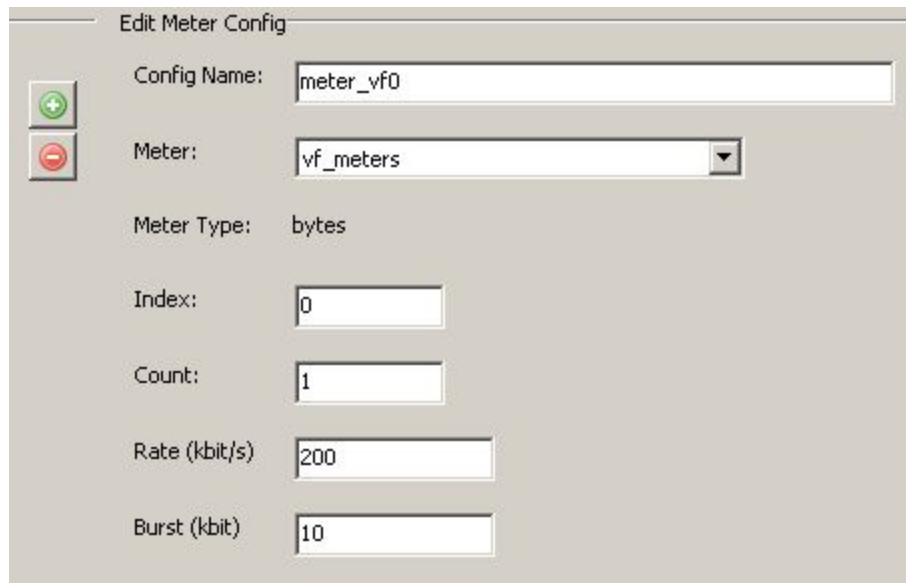 Edit Meter Config
Config Name: meter_vf0
Meter: vf_meters
Meter Type: bytes
Index: 0
Count: 1
Rate (kbit/s) 200
Burst (kbit) 10